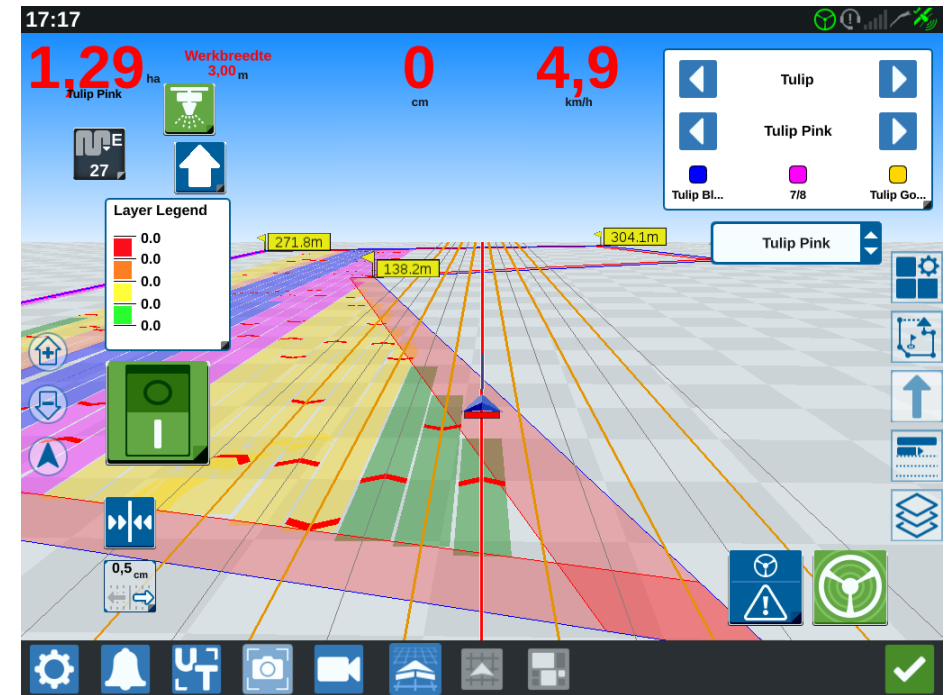 17:17
1,29 ha
Werkbreedte
3,00 m
0
cm
4,9
km/h
Tulip Pink
E
27
Tulip
Tulip Pink
Tulip Bl...
7/8
Tulip Go...
Tulip Pink
Layer Legend
0.0
0.0
0.0
0.0
0.0
271.8m
138.2m
304.1m
0,5 cm
UT